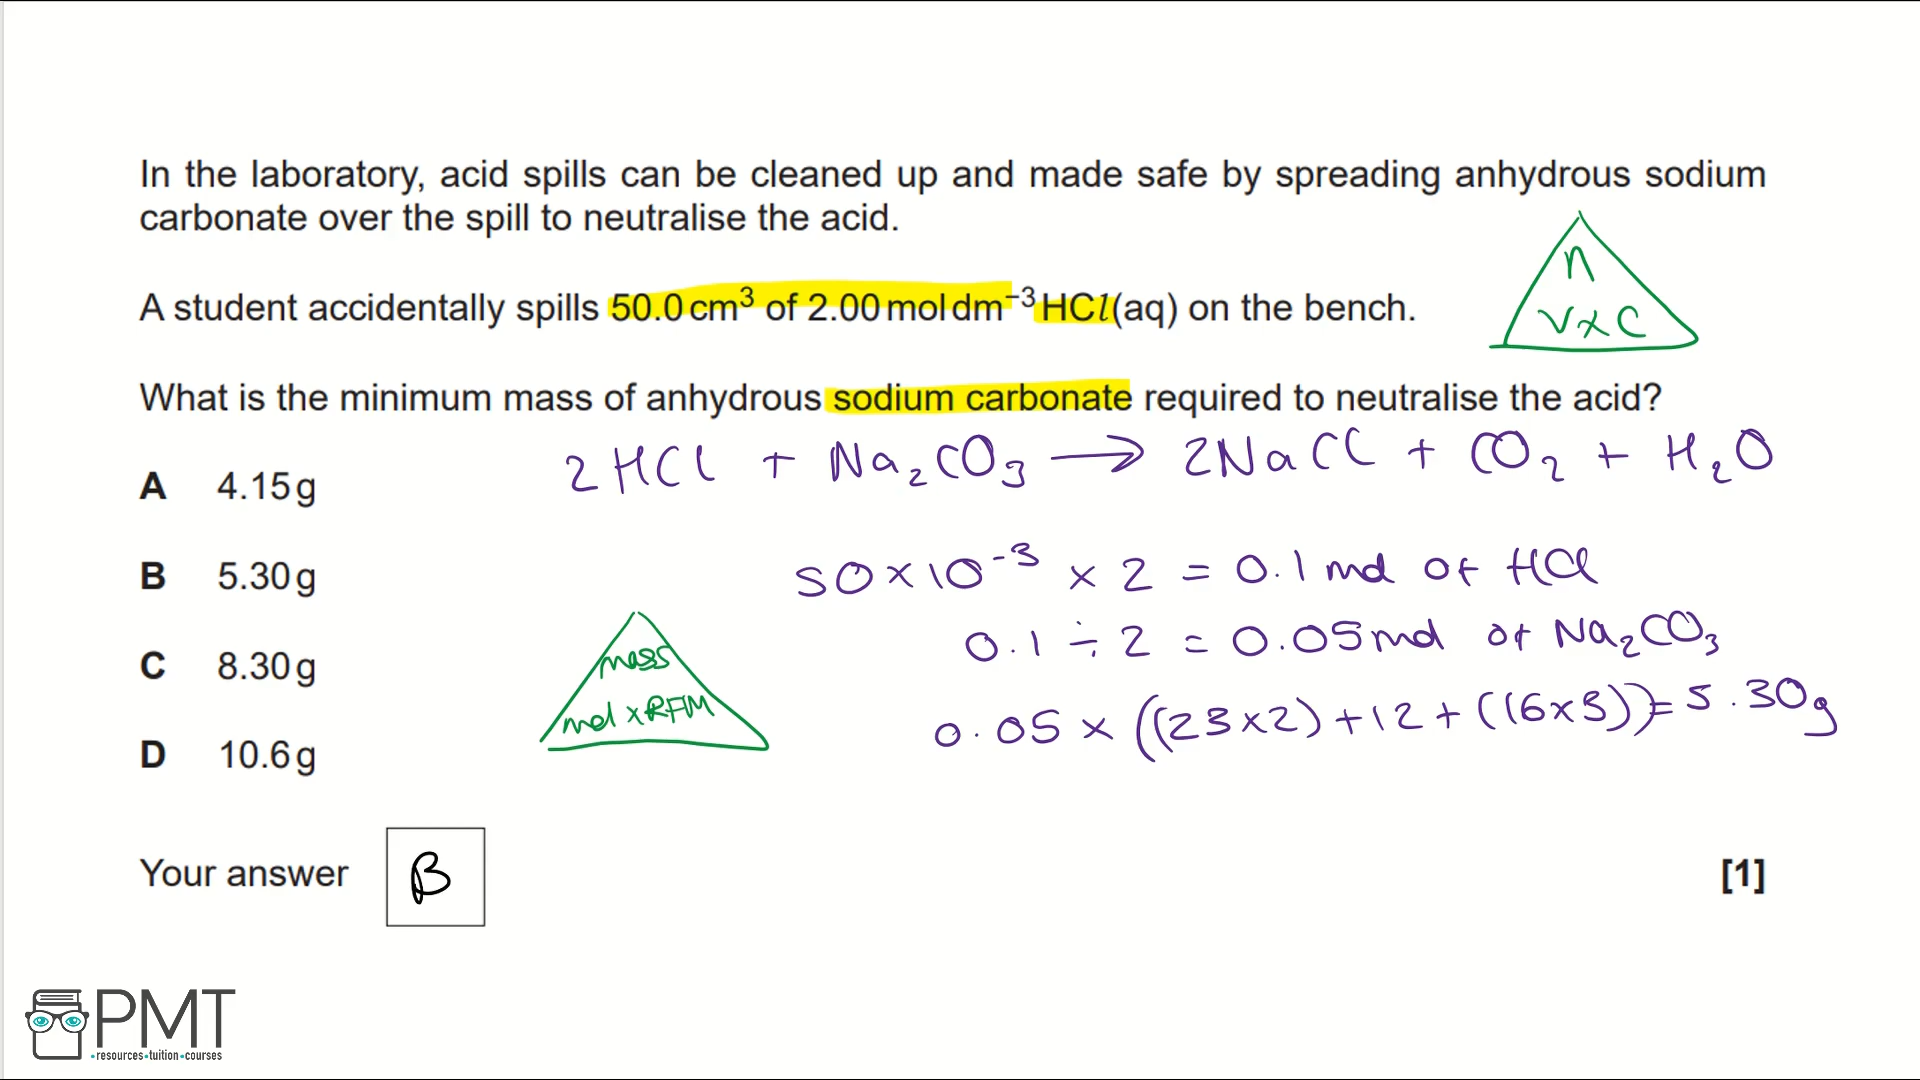 In the laboratory, acid spills can be cleaned up and made safe by spreading anhydrous sodium
carbonate over the spill to neutralise the acid.
n
v x c
A student accidentally spills 50.0 cm³ of 2.00 mol dm⁻³ HCl(aq) on the bench.
What is the minimum mass of anhydrous sodium carbonate required to neutralise the acid?
2HCl + Na₂CO₃ → 2NaCl + CO₂ + H₂O
A 4.15 g
50 × 10⁻³ × 2 = 0.1 mol of HCl
B 5.30 g
0.1 ÷ 2 = 0.05 mol of Na₂CO₃
mass
mol x RFM
C 8.30 g
0.05 × ((23×2) + 12 + (16×3)) = 5.30g
D 10.6 g
Your answer B [1]
PMT
•resources•tuition•courses